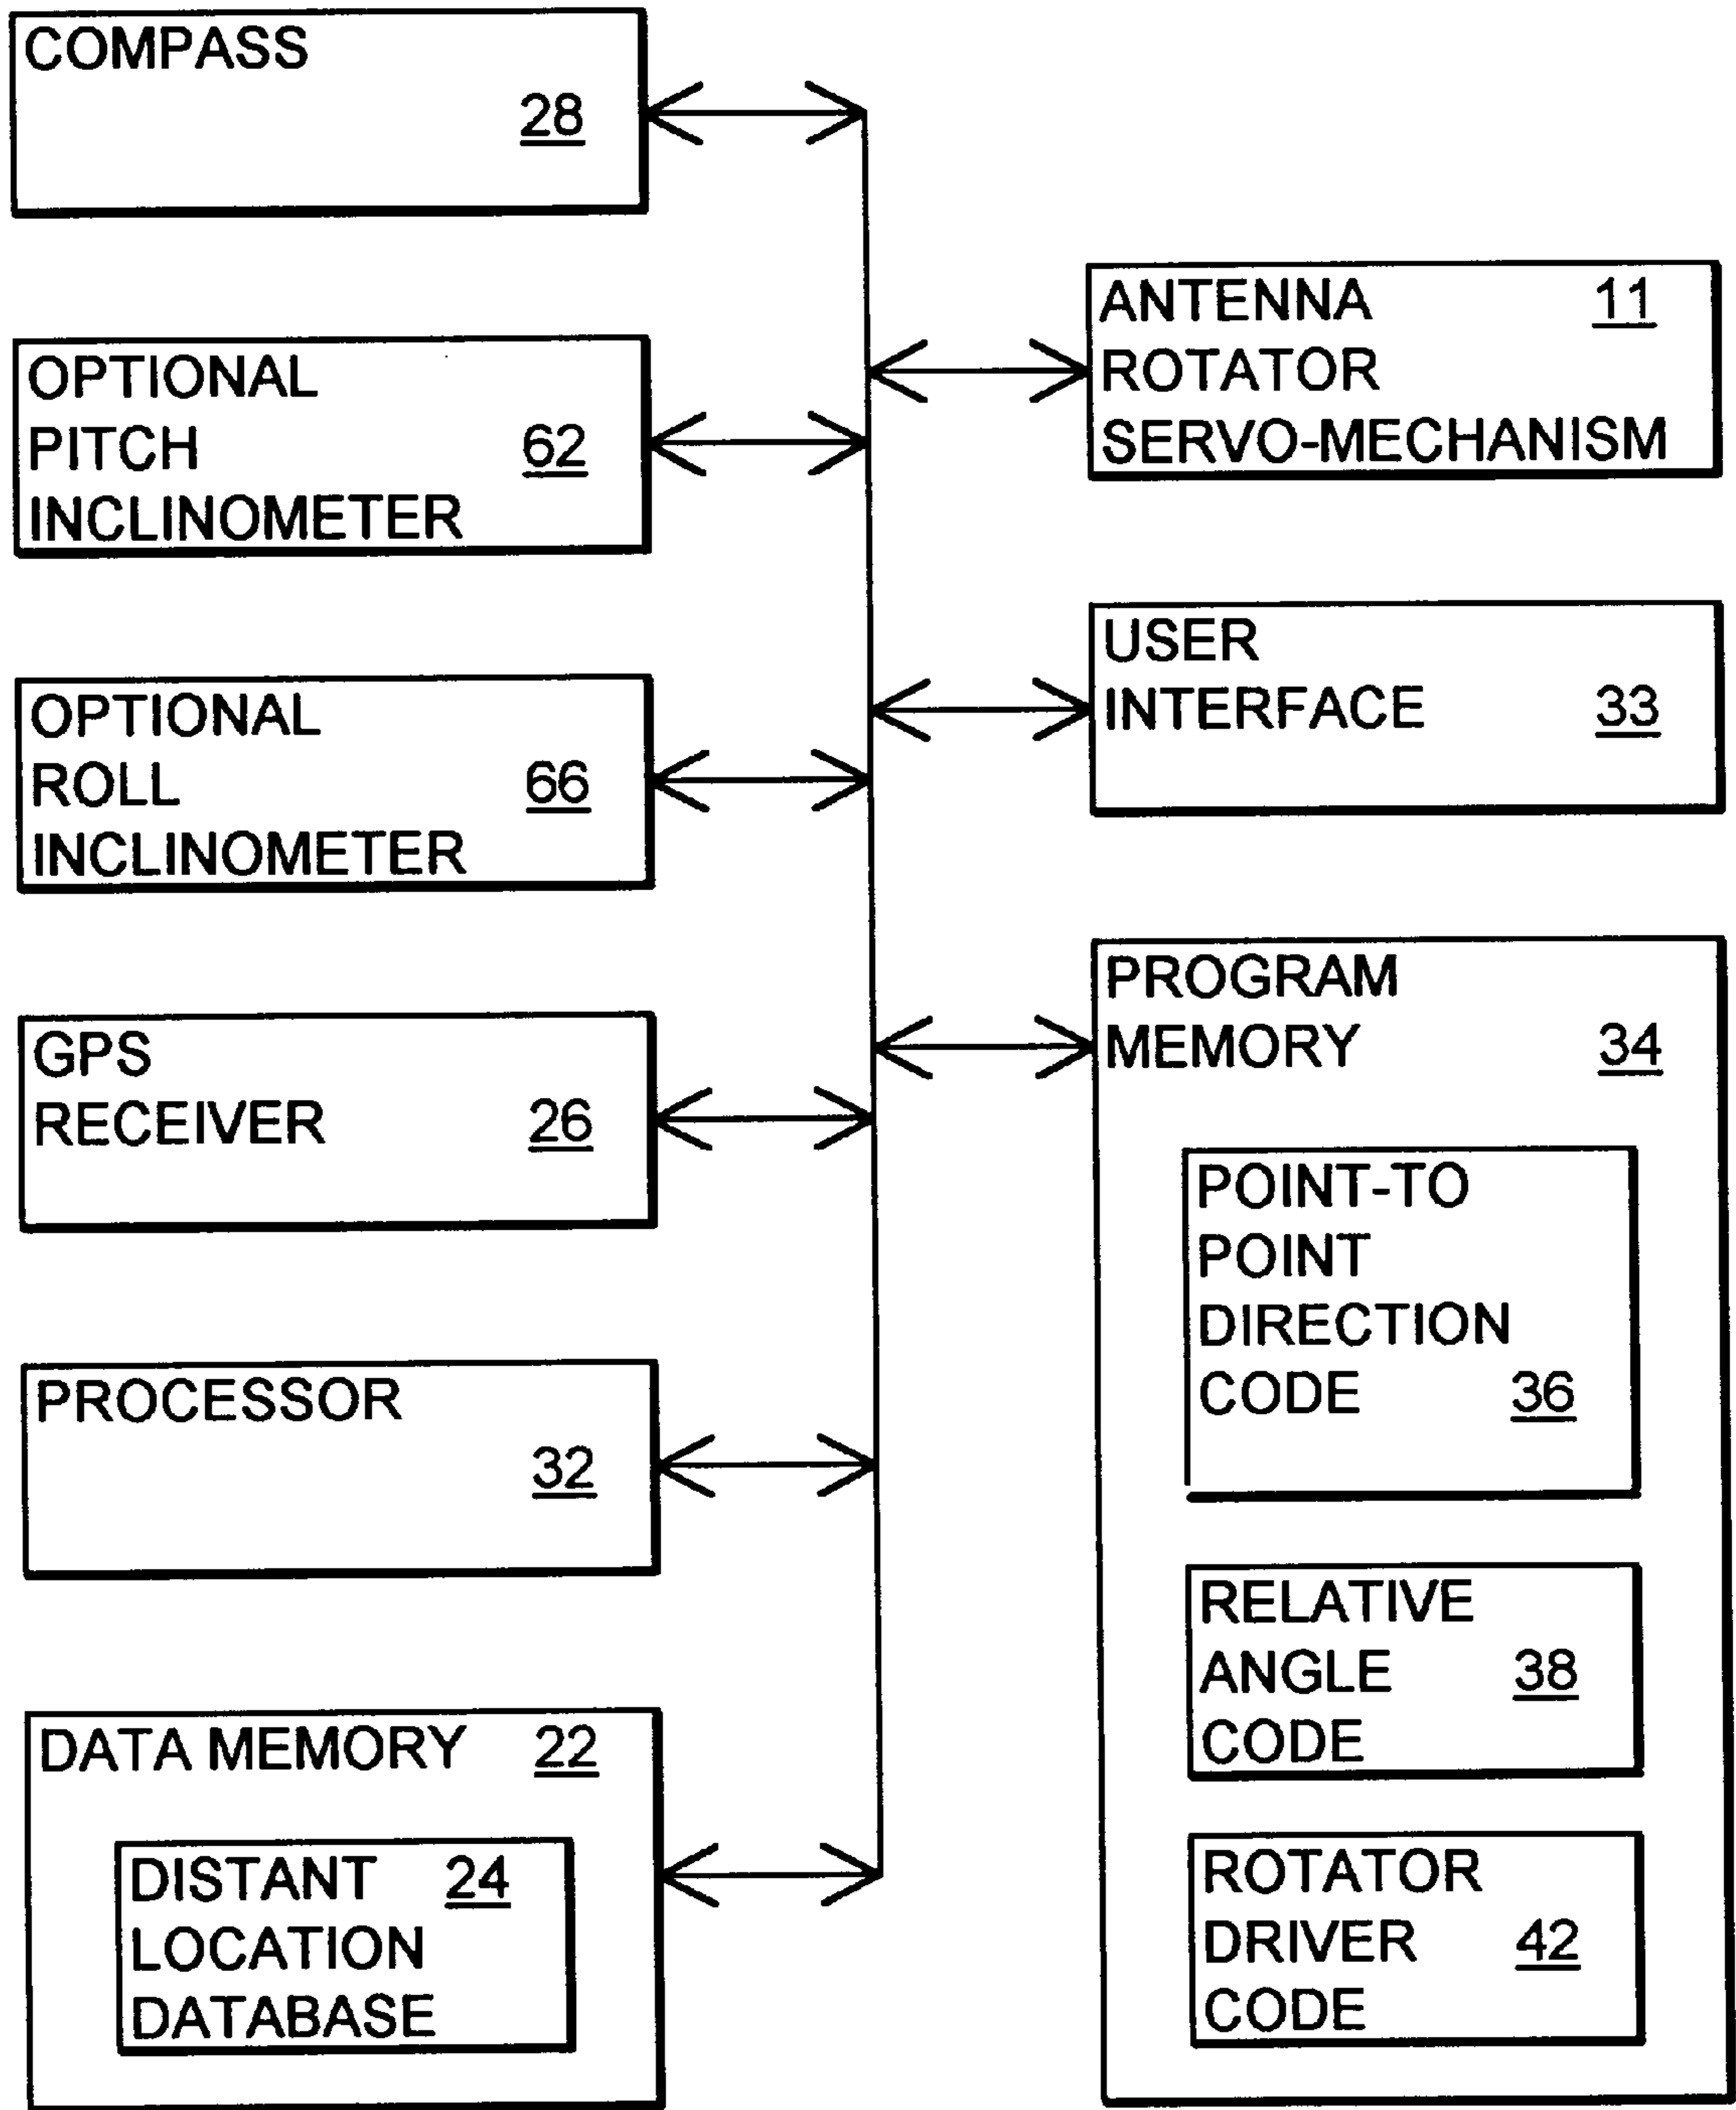 COMPASS
28
OPTIONAL
PITCH 62
INCLINOMETER
OPTIONAL
ROLL 66
INCLINOMETER
GPS
RECEIVER 26
PROCESSOR
32
DATA MEMORY 22
DISTANT 24
LOCATION
DATABASE
ANTENNA 11
ROTATOR
SERVO-MECHANISM
USER
INTERFACE 33
PROGRAM
MEMORY 34
POINT-TO
POINT
DIRECTION
CODE 36
RELATIVE
ANGLE 38
CODE
ROTATOR
DRIVER 42
CODE